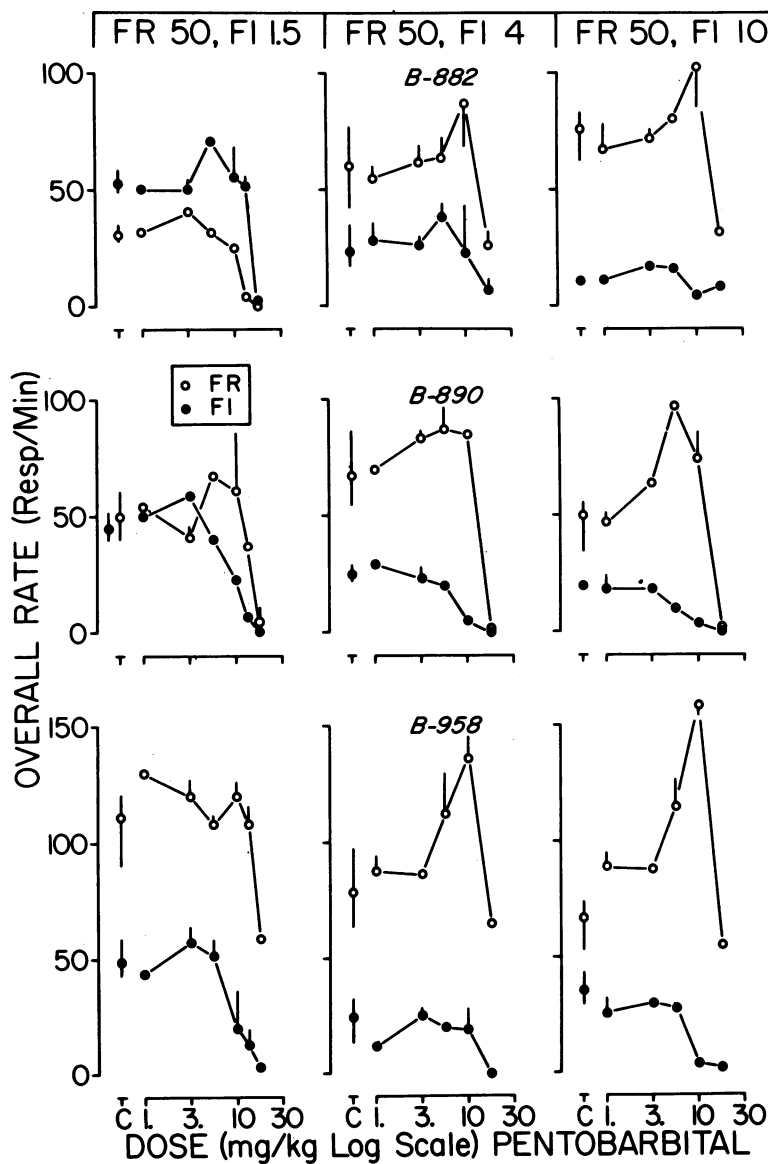 FR 50, FI 1.5
FR 50, FI 4
FR 50, FI 10
B-882
100
50
0
FR
FI
B-890
100
50
0
B-958
150
100
50
0
OVERALL RATE (Resp/Min)
C 1. 3. 10 30
C 1. 3. 10 30
C 1. 3. 10 30
DOSE (mg/kg Log Scale) PENTOBARBITAL